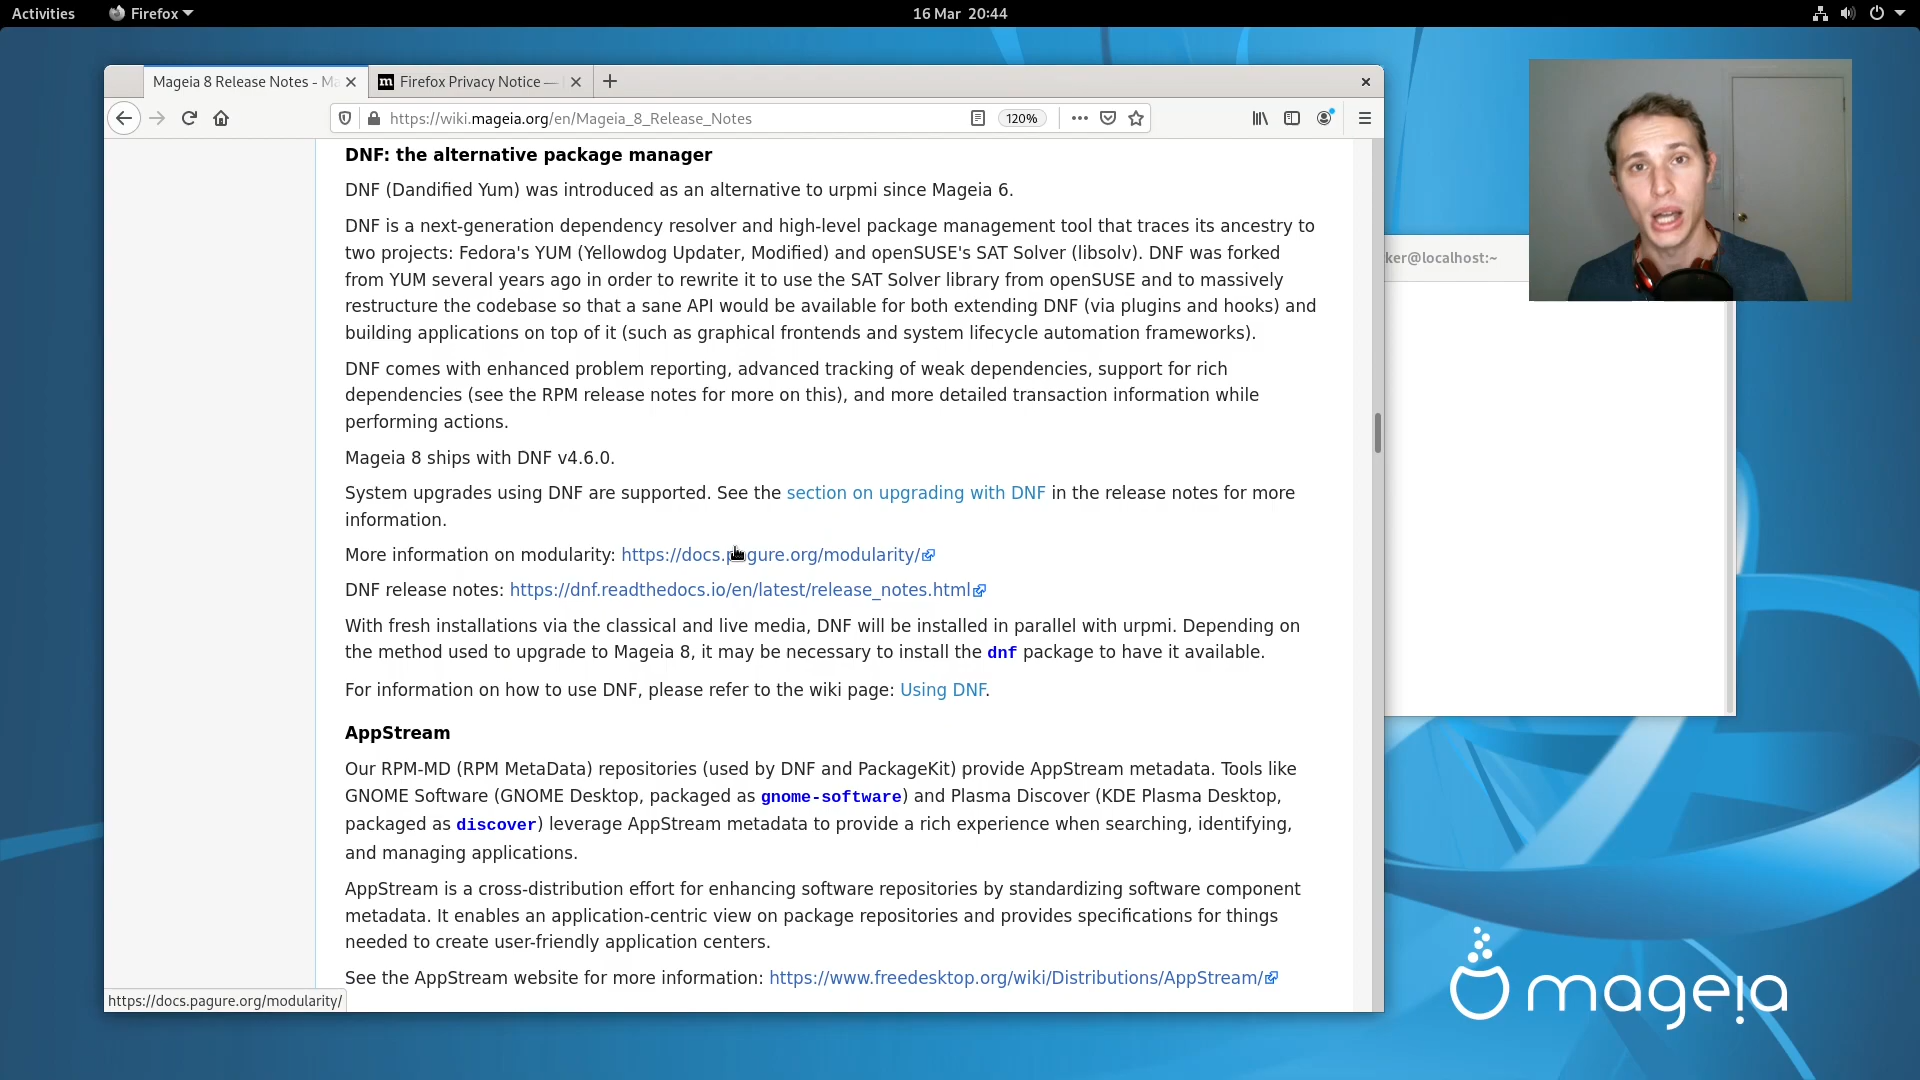 Activities
Firefox
16 Mar 20:44
Mageia 8 Release Notes - Ma
Firefox Privacy Notice —
https://wiki.mageia.org/en/Mageia_8_Release_Notes
120%
DNF: the alternative package manager
DNF (Dandified Yum) was introduced as an alternative to urpmi since Mageia 6.
DNF is a next-generation dependency resolver and high-level package management tool that traces its ancestry to
two projects: Fedora's YUM (Yellowdog Updater, Modified) and openSUSE's SAT Solver (libsolv). DNF was forked
from YUM several years ago in order to rewrite it to use the SAT Solver library from openSUSE and to massively
restructure the codebase so that a sane API would be available for both extending DNF (via plugins and hooks) and
building applications on top of it (such as graphical frontends and system lifecycle automation frameworks).
DNF comes with enhanced problem reporting, advanced tracking of weak dependencies, support for rich
dependencies (see the RPM release notes for more on this), and more detailed transaction information while
performing actions.
Mageia 8 ships with DNF v4.6.0.
System upgrades using DNF are supported. See the section on upgrading with DNF in the release notes for more
information.
More information on modularity: https://docs.pagure.org/modularity/
DNF release notes: https://dnf.readthedocs.io/en/latest/release_notes.html
With fresh installations via the classical and live media, DNF will be installed in parallel with urpmi. Depending on
the method used to upgrade to Mageia 8, it may be necessary to install the dnf package to have it available.
For information on how to use DNF, please refer to the wiki page: Using DNF.
AppStream
Our RPM-MD (RPM MetaData) repositories (used by DNF and PackageKit) provide AppStream metadata. Tools like
GNOME Software (GNOME Desktop, packaged as gnome-software) and Plasma Discover (KDE Plasma Desktop,
packaged as discover) leverage AppStream metadata to provide a rich experience when searching, identifying,
and managing applications.
AppStream is a cross-distribution effort for enhancing software repositories by standardizing software component
metadata. It enables an application-centric view on package repositories and provides specifications for things
needed to create user-friendly application centers.
See the AppStream website for more information: https://www.freedesktop.org/wiki/Distributions/AppStream/
https://docs.pagure.org/modularity/
ker@localhost:~
mageia